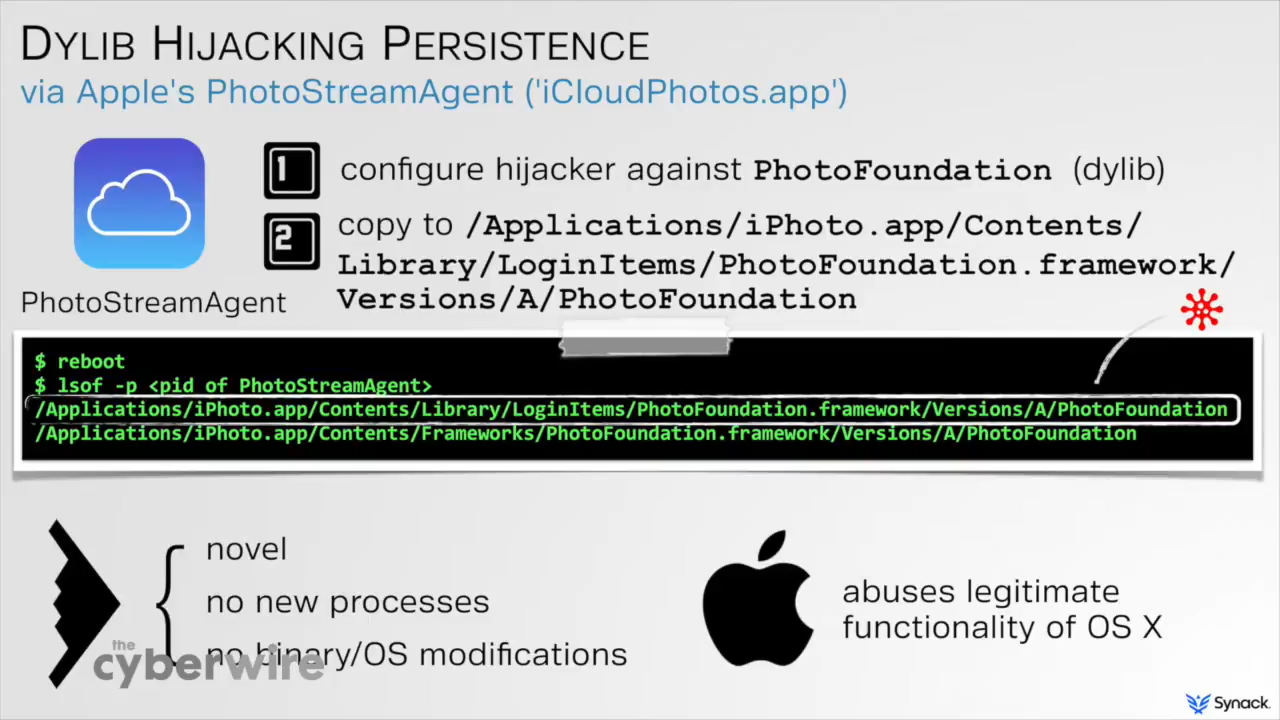 DYLIB HIJACKING PERSISTENCE
via Apple's PhotoStreamAgent ('iCloudPhotos.app')
1 configure hijacker against PhotoFoundation (dylib)
2 copy to /Applications/iPhoto.app/Contents/
Library/LoginItems/PhotoFoundation.framework/
Versions/A/PhotoFoundation
PhotoStreamAgent
$ reboot
$ lsof -p <pid of PhotoStreamAgent>
/Applications/iPhoto.app/Contents/Library/LoginItems/PhotoFoundation.framework/Versions/A/PhotoFoundation
/Applications/iPhoto.app/Contents/Frameworks/PhotoFoundation.framework/Versions/A/PhotoFoundation
novel
no new processes
no binary/OS modifications
abuses legitimate
functionality of OS X
the
cyberwire
Synack.